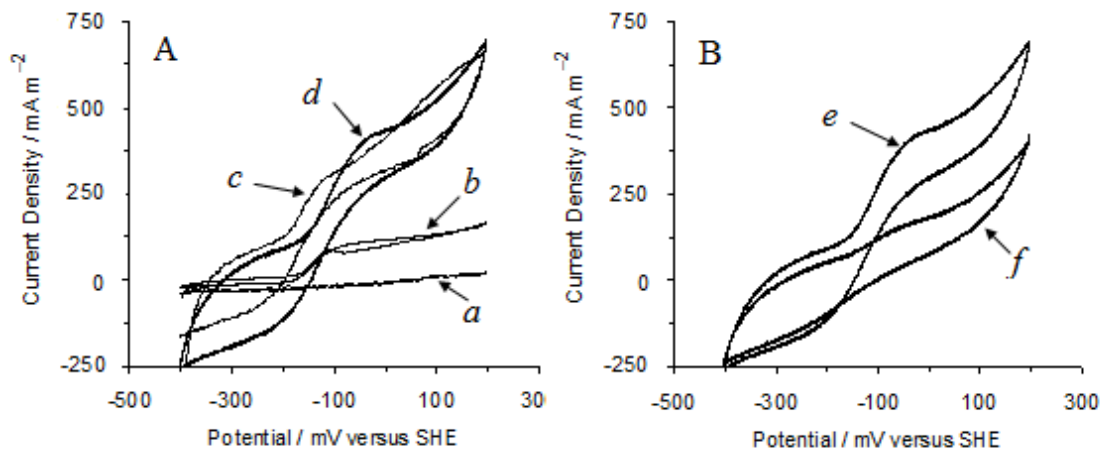 A
750
500
250
0
-250
-500
-300
-100
100
30
Current Density / mA m⁻²
Potential / mV versus SHE
a
b
c
d
B
750
500
250
0
-250
-500
-300
-100
100
300
Current Density / mA m⁻²
Potential / mV versus SHE
e
f